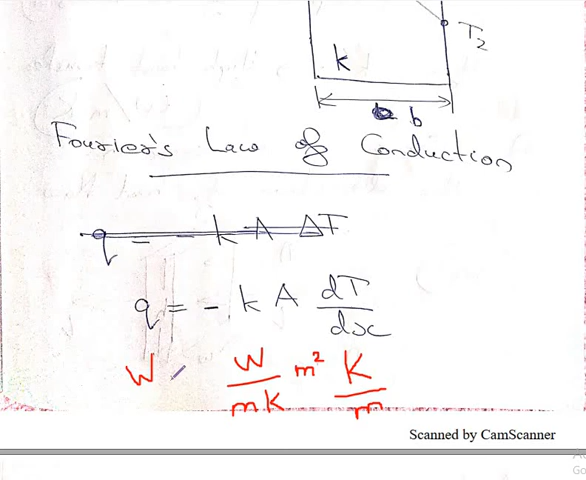 T₂
k
b
Fourier's Law of Conduction
q = - k A ΔT
q = - k A dT/dx
W W/mK m² K/m
Scanned by CamScanner